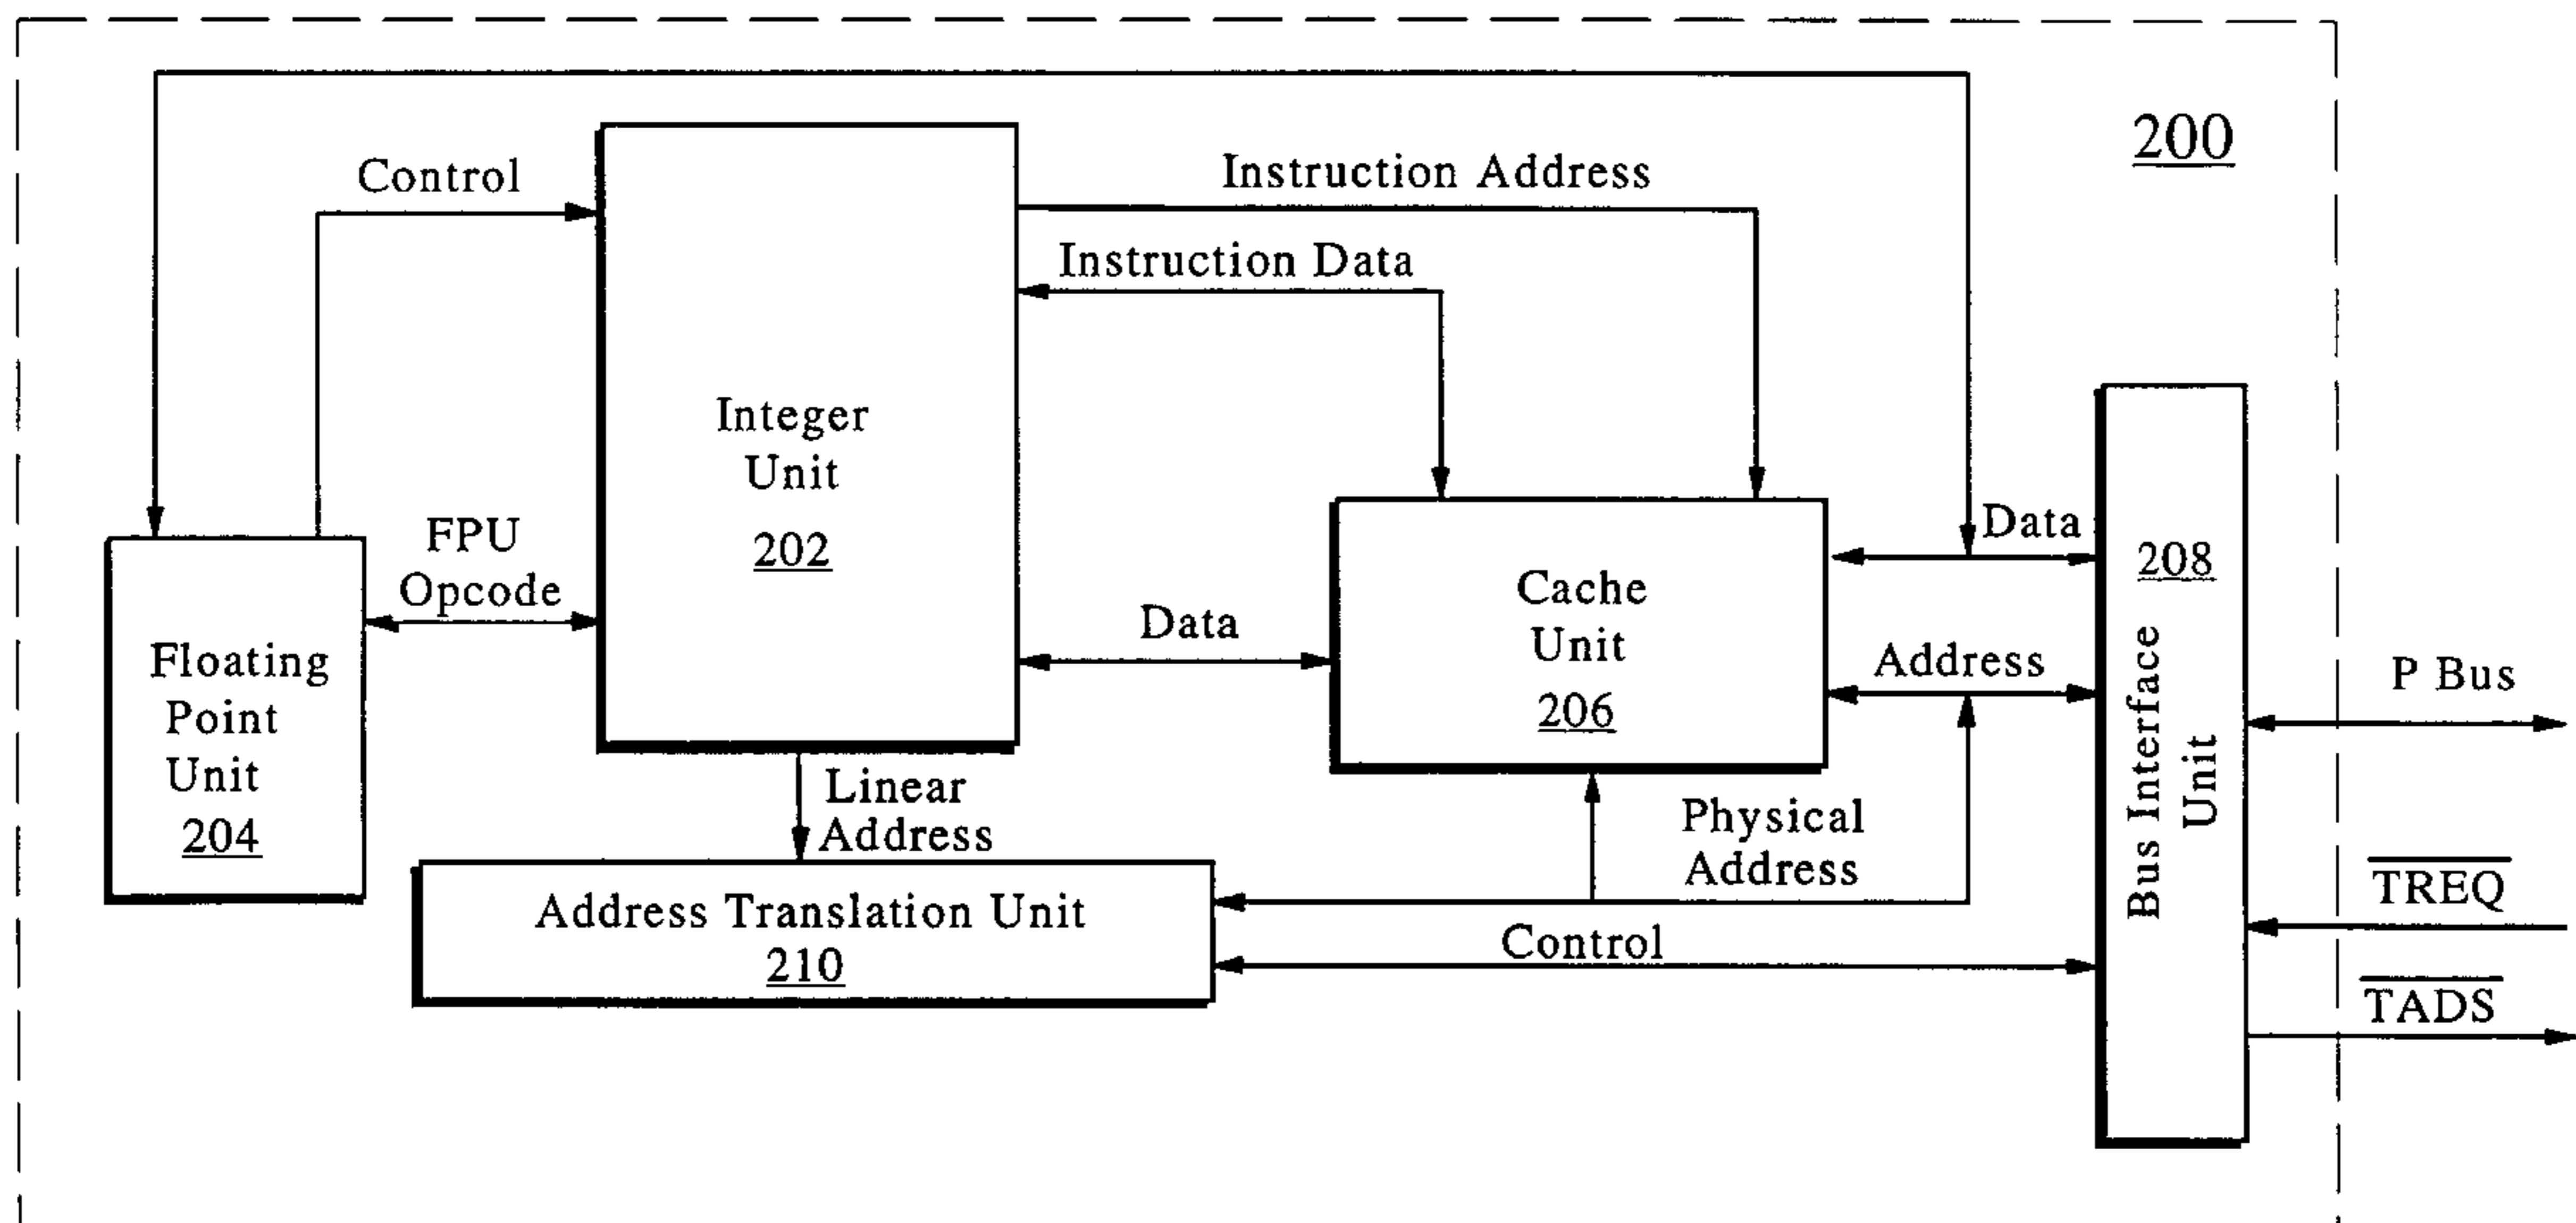 200
Control
Instruction Address
Instruction Data
Integer
Unit
202
FPU
Opcode
Floating
Point
Unit
204
Data
Cache
Unit
206
Data
Address
208
Bus Interface
Unit
P Bus
TREQ
TADS
Linear
Address
Physical
Address
Address Translation Unit
210
Control